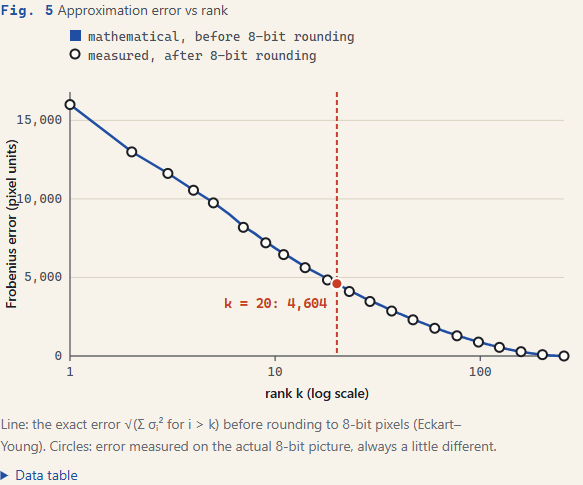 Fig. 5 Approximation error vs rank
mathematical, before 8-bit rounding
measured, after 8-bit rounding
Frobenius error (pixel units)
15,000
10,000
5,000
0
k = 20: 4,604
1
10
100
rank k (log scale)
Line: the exact error √(Σ σᵢ² for i > k) before rounding to 8-bit pixels (Eckart–
Young). Circles: error measured on the actual 8-bit picture, always a little different.
▶ Data table